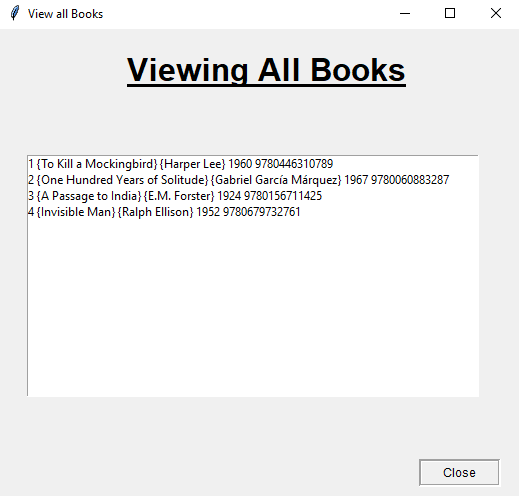 View all Books
Viewing All Books
1 {To Kill a Mockingbird} {Harper Lee} 1960 9780446310789
2 {One Hundred Years of Solitude} {Gabriel García Márquez} 1967 9780060883287
3 {A Passage to India} {E.M. Forster} 1924 9780156711425
4 {Invisible Man} {Ralph Ellison} 1952 9780679732761
Close